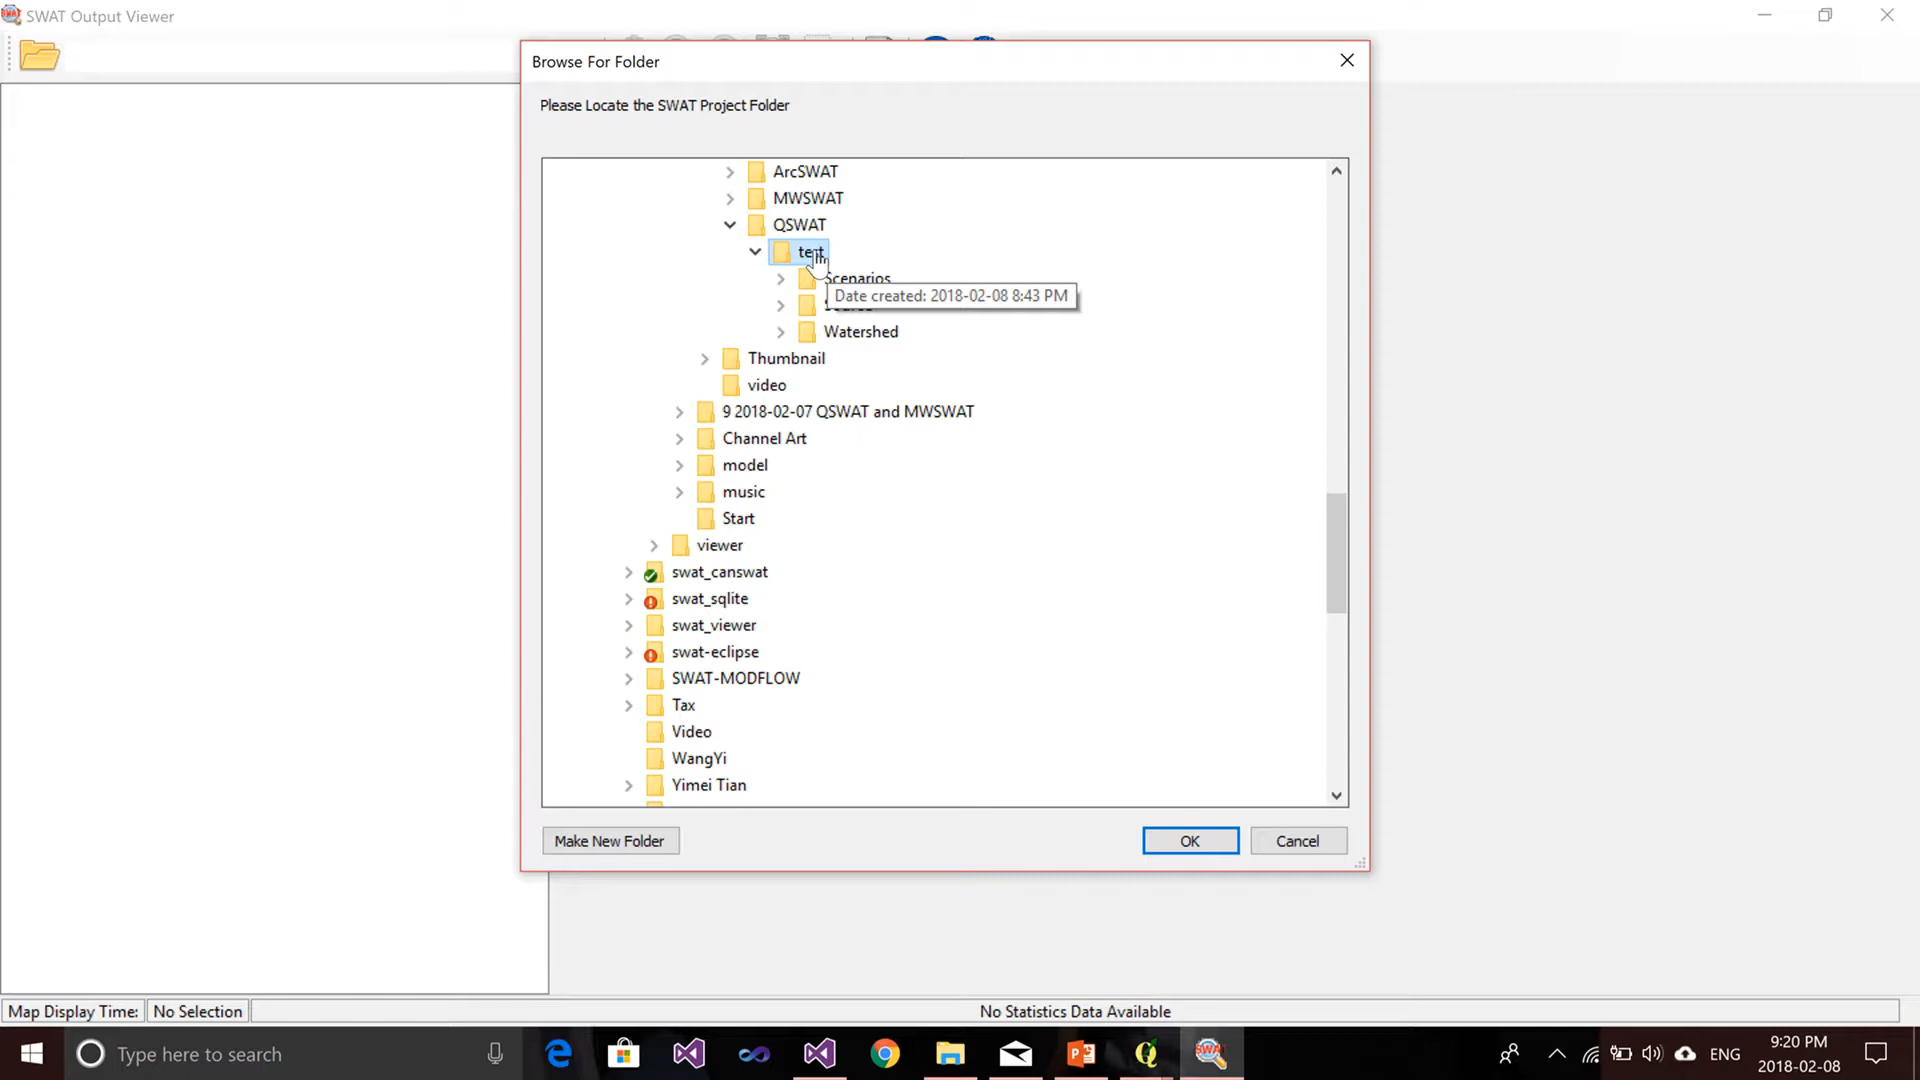 SWAT Output Viewer
Browse For Folder
Please Locate the SWAT Project Folder
ArcSWAT
MWSWAT
QSWAT
test
Scenarios
Date created: 2018-02-08 8:43 PM
Watershed
Thumbnail
video
9 2018-02-07 QSWAT and MWSWAT
Channel Art
model
music
Start
viewer
swat_canswat
swat_sqlite
swat_viewer
swat-eclipse
SWAT-MODFLOW
Tax
Video
WangYi
Yimei Tian
Make New Folder
OK
Cancel
Map Display Time:
No Selection
No Statistics Data Available
Type here to search
SWAT
ENG
9:20 PM
2018-02-08